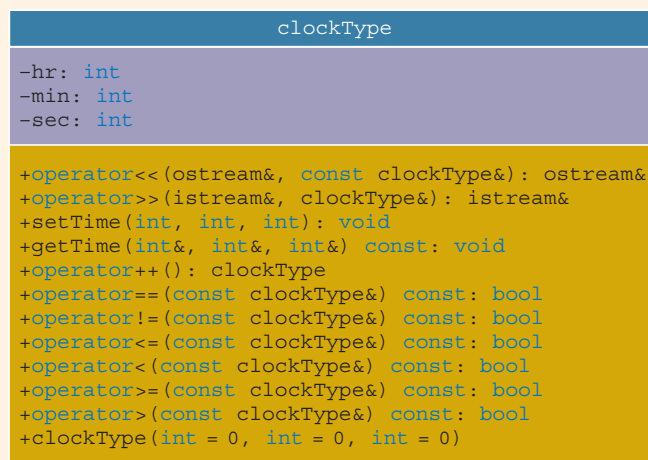 clockType
-hr: int
-min: int
-sec: int
+operator<<(ostream&, const clockType&): ostream&
+operator>>(istream&, clockType&): istream&
+setTime(int, int, int): void
+getTime(int&, int&, int&) const: void
+operator++(): clockType
+operator==(const clockType&) const: bool
+operator!=(const clockType&) const: bool
+operator<=(const clockType&) const: bool
+operator<(const clockType&) const: bool
+operator>=(const clockType&) const: bool
+operator>(const clockType&) const: bool
+clockType(int = 0, int = 0, int = 0)